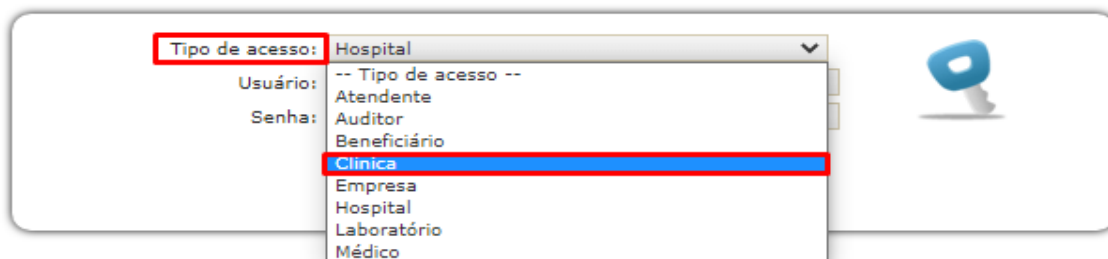 Tipo de acesso: Hospital
-- Tipo de acesso --
Usuário:
Atendente
Senha: Auditor
Beneficiário
Clinica
Empresa
Hospital
Laboratório
Médico